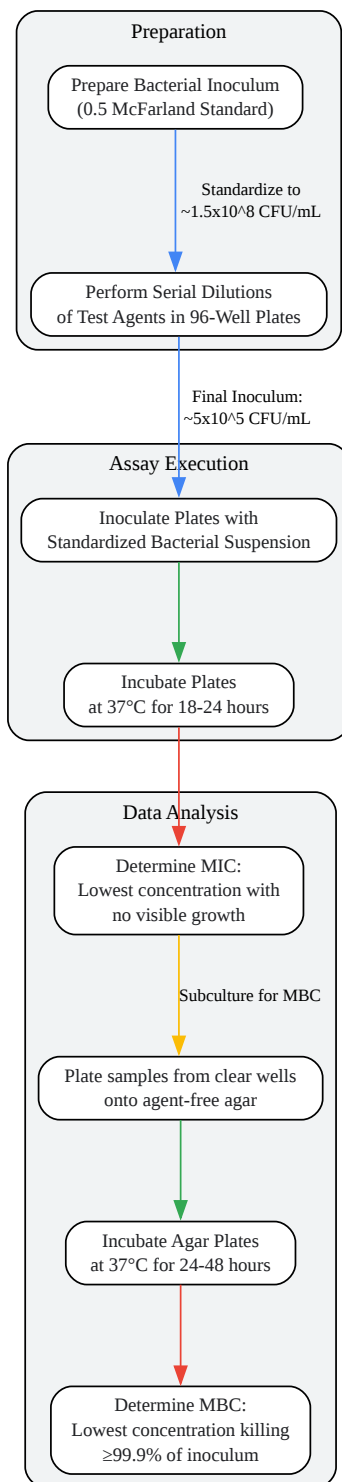 Preparation
Prepare Bacterial Inoculum
(0.5 McFarland Standard)
Standardize to
~1.5x10^8 CFU/mL
Perform Serial Dilutions
of Test Agents in 96-Well Plates
Final Inoculum:
~5x10^5 CFU/mL
Assay Execution
Inoculate Plates with
Standardized Bacterial Suspension
Incubate Plates
at 37°C for 18-24 hours
Data Analysis
Determine MIC:
Lowest concentration with
no visible growth
Subculture for MBC
Plate samples from clear wells
onto agent-free agar
Incubate Agar Plates
at 37°C for 24-48 hours
Determine MBC:
Lowest concentration killing
≥99.9% of inoculum